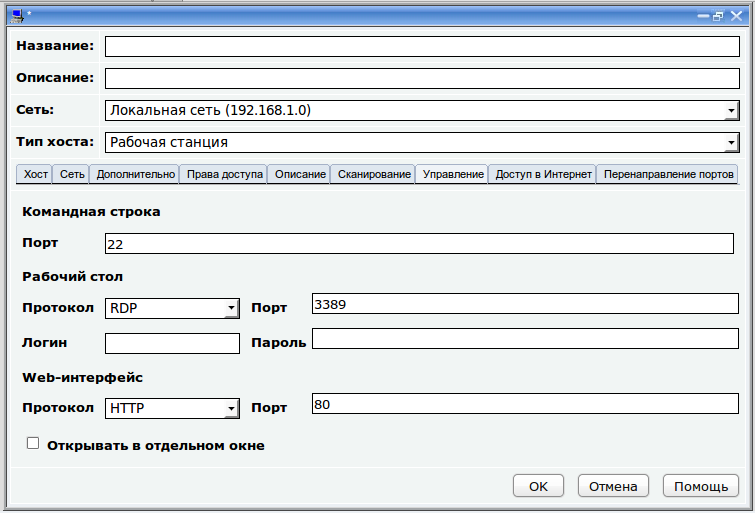 *
Название:
Описание:
Сеть: Локальная сеть (192.168.1.0)
Тип хоста: Рабочая станция
Хост Сеть Дополнительно Права доступа Описание Сканирование Управление Доступ в Интернет Перенаправление портов
Командная строка
Порт 22
Рабочий стол
Протокол RDP Порт 3389
Логин Пароль
Web-интерфейс
Протокол HTTP Порт 80
Открывать в отдельном окне
OK Отмена Помощь